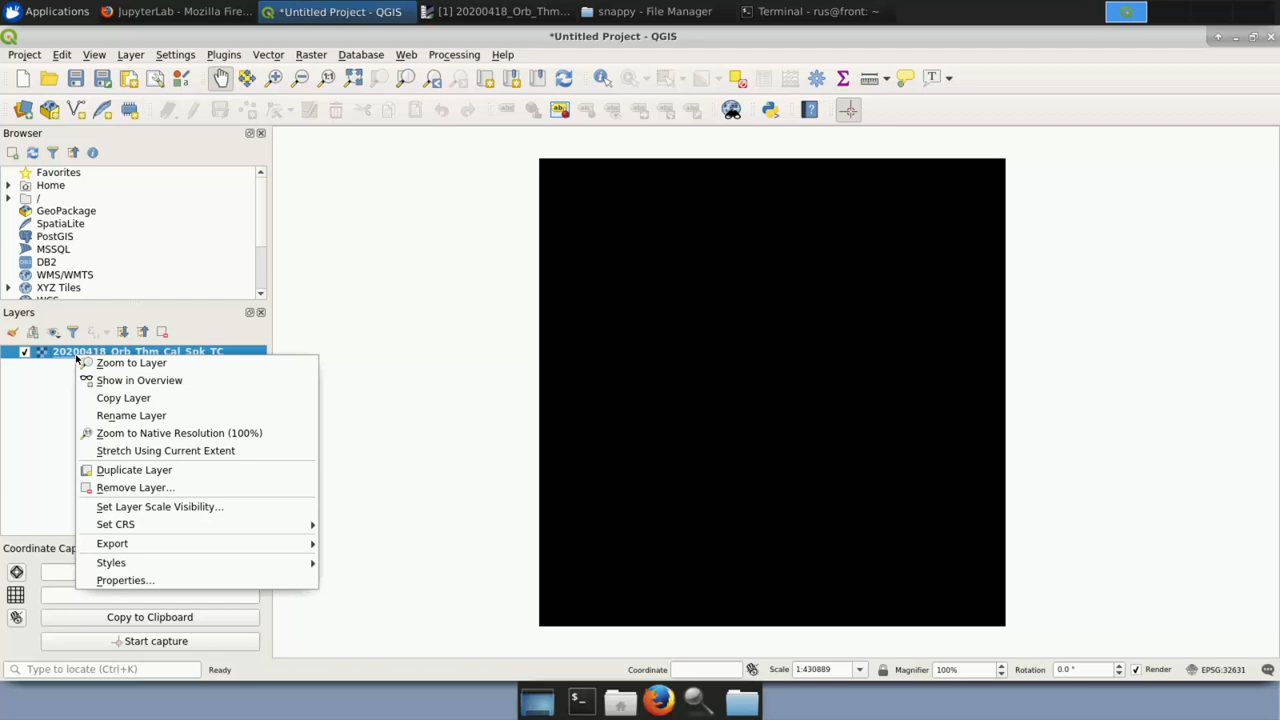 Applications
JupyterLab - Mozilla Fire...
*Untitled Project - QGIS
[1] 20200418_Orb_Thm...
snappy - File Manager
Terminal - rus@front: ~
*Untitled Project - QGIS
Project Edit View Layer Settings Plugins Vector Raster Database Web Processing Help
Browser
Favorites
Home
/
GeoPackage
SpatiaLite
PostGIS
MSSQL
DB2
WMS/WMTS
XYZ Tiles
WCS
Layers
20200418_Orb_Thm_Cal_Spk_TC
Zoom to Layer
Show in Overview
Copy Layer
Rename Layer
Zoom to Native Resolution (100%)
Stretch Using Current Extent
Duplicate Layer
Remove Layer...
Set Layer Scale Visibility...
Set CRS
Export
Styles
Properties...
Coordinate Cap
Copy to Clipboard
Start capture
Type to locate (Ctrl+K)
Ready
Coordinate
Scale 1:430889
Magnifier 100%
Rotation 0.0 °
Render
EPSG:32631